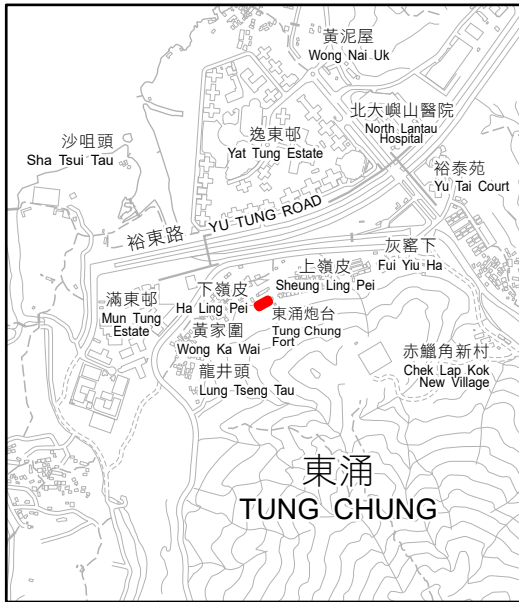 黃泥屋
Wong Nai Uk
北大嶼山醫院
North Lantau
Hospital
沙咀頭
Sha Tsui Tau
逸東邨
Yat Tung Estate
裕泰苑
Yu Tai Court
裕東路
YU TUNG ROAD
灰窰下
Fui Yiu Ha
上嶺皮
Sheung Ling Pei
滿東邨
Mun Tung
Estate
下嶺皮
Ha Ling Pei
東涌炮台
Tung Chung
Fort
黃家圍
Wong Ka Wai
龍井頭
Lung Tseng Tau
赤鱲角新村
Chek Lap Kok
New Village
東涌
TUNG CHUNG